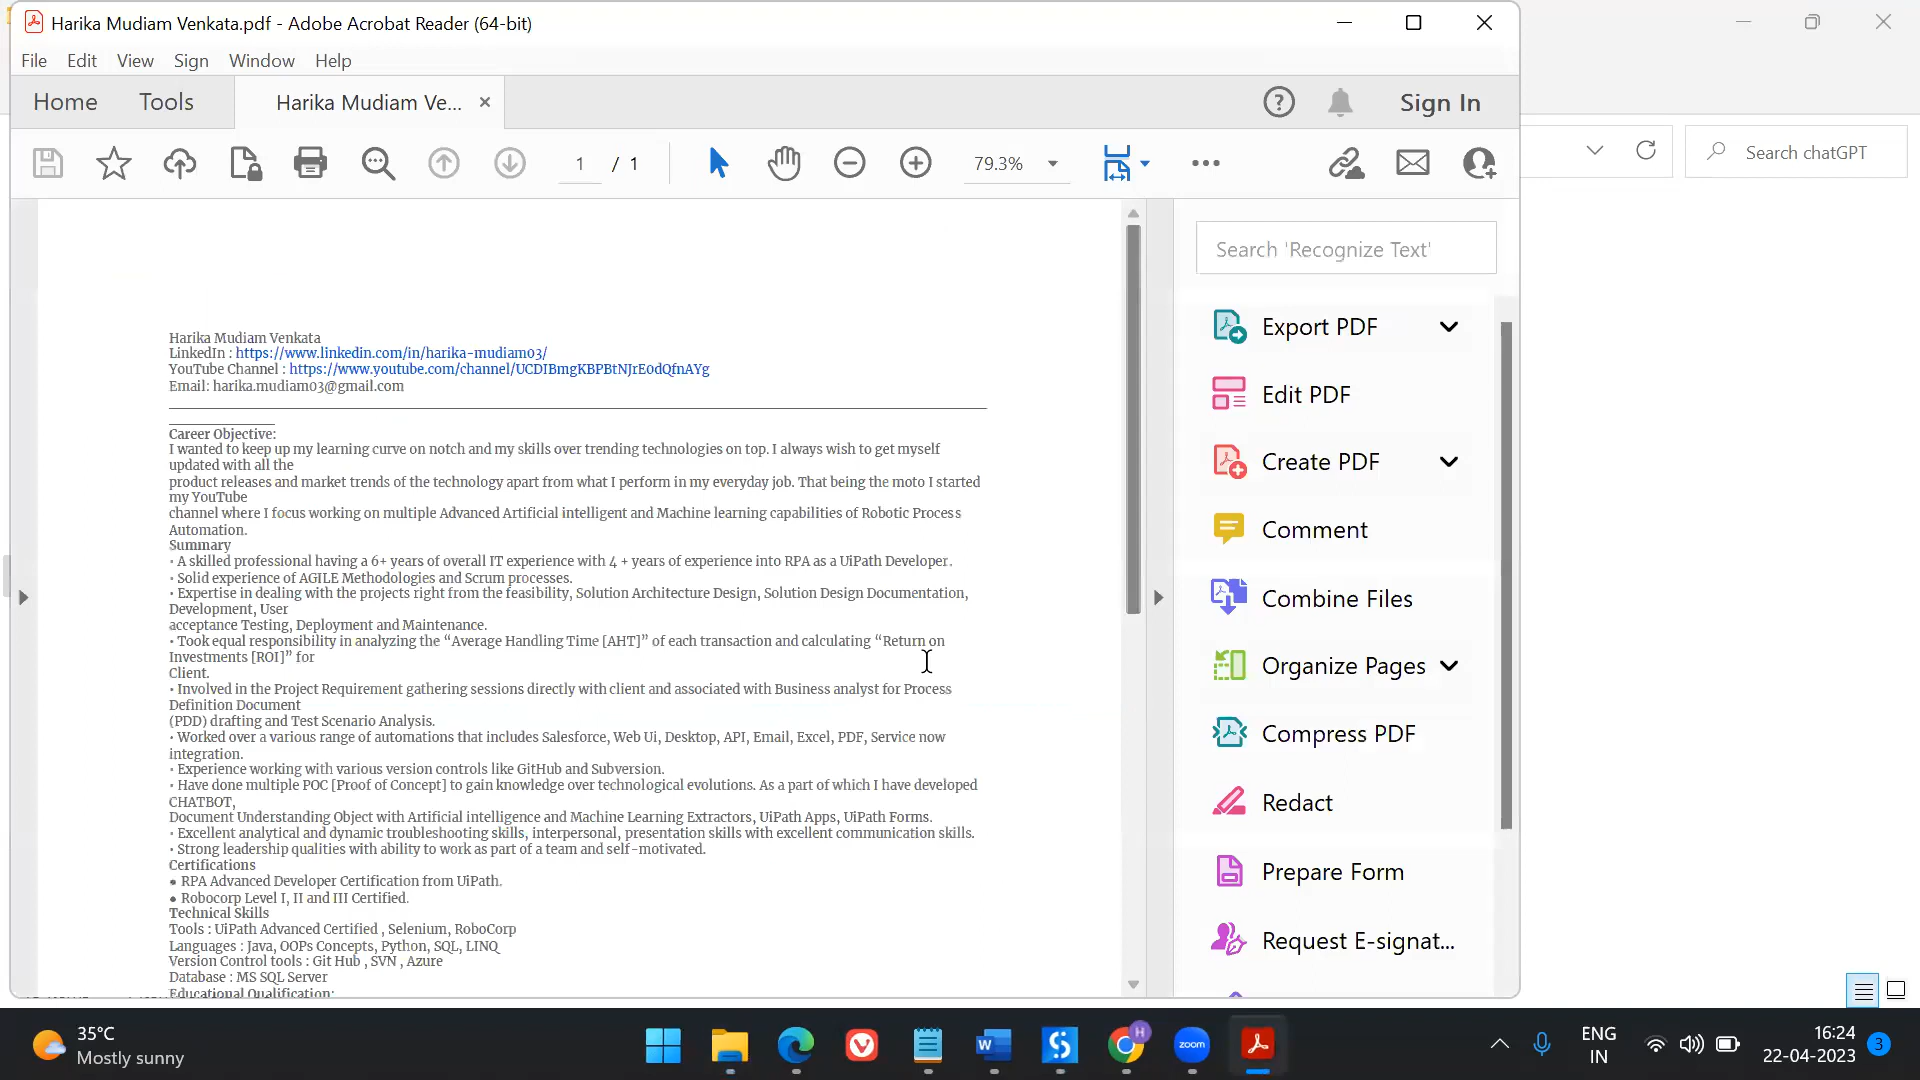 Harika Mudiam Venkata.pdf - Adobe Acrobat Reader (64-bit)
File Edit View Sign Window Help
Home Tools Harika Mudiam Ve... Sign In
1 / 1 79.3%
Search chatGPT
Search 'Recognize Text'
Export PDF
Edit PDF
Create PDF
Comment
Combine Files
Organize Pages
Compress PDF
Redact
Prepare Form
Request E-signat...
Harika Mudiam Venkata
LinkedIn : https://www.linkedin.com/in/harika-mudiam03/
YouTube Channel : https://www.youtube.com/channel/UCDIBmgKBPBtNJrE0dQfnAYg
Email: harika.mudiam03@gmail.com
Career Objective:
I wanted to keep up my learning curve on notch and my skills over trending technologies on top. I always wish to get myself
updated with all the
product releases and market trends of the technology apart from what I perform in my everyday job. That being the moto I started
my YouTube
channel where I focus working on multiple Advanced Artificial intelligent and Machine learning capabilities of Robotic Process
Automation.
Summary
• A skilled professional having a 6+ years of overall IT experience with 4 + years of experience into RPA as a UiPath Developer.
• Solid experience of AGILE Methodologies and Scrum processes.
• Expertise in dealing with the projects right from the feasibility, Solution Architecture Design, Solution Design Documentation,
Development, User
acceptance Testing, Deployment and Maintenance.
• Took equal responsibility in analyzing the “Average Handling Time [AHT]” of each transaction and calculating “Return on
Investments [ROI]” for
Client.
• Involved in the Project Requirement gathering sessions directly with client and associated with Business analyst for Process
Definition Document
(PDD) drafting and Test Scenario Analysis.
• Worked over a various range of automations that includes Salesforce, Web Ui, Desktop, API, Email, Excel, PDF, Service now
integration.
• Experience working with various version controls like GitHub and Subversion.
• Have done multiple POC [Proof of Concept] to gain knowledge over technological evolutions. As a part of which I have developed
CHATBOT,
Document Understanding Object with Artificial intelligence and Machine Learning Extractors, UiPath Apps, UiPath Forms.
• Excellent analytical and dynamic troubleshooting skills, interpersonal, presentation skills with excellent communication skills.
• Strong leadership qualities with ability to work as part of a team and self-motivated.
Certifications
● RPA Advanced Developer Certification from UiPath.
● Robocorp Level I, II and III Certified.
Technical Skills
Tools : UiPath Advanced Certified , Selenium, RoboCorp
Languages : Java, OOPs Concepts, Python, SQL, LINQ
Version Control tools : Git Hub , SVN , Azure
Database : MS SQL Server
Educational Qualification:
35°C
Mostly sunny
zoom
H
ENG
IN
16:24
22-04-2023
3